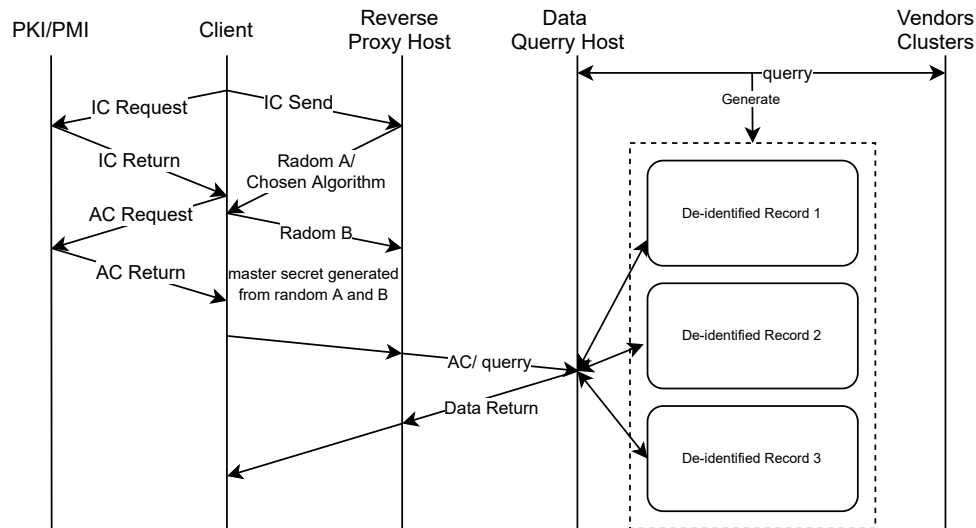 PKI/PMI
Client
Reverse
Proxy Host
Data
Querry Host
Vendors
Clusters
querry
Generate
IC Request
IC Send
IC Return
Radom A/
Chosen Algorithm
AC Request
Radom B
AC Return
master secret generated
from random A and B
AC/ querry
Data Return
De-identified Record 1
De-identified Record 2
De-identified Record 3